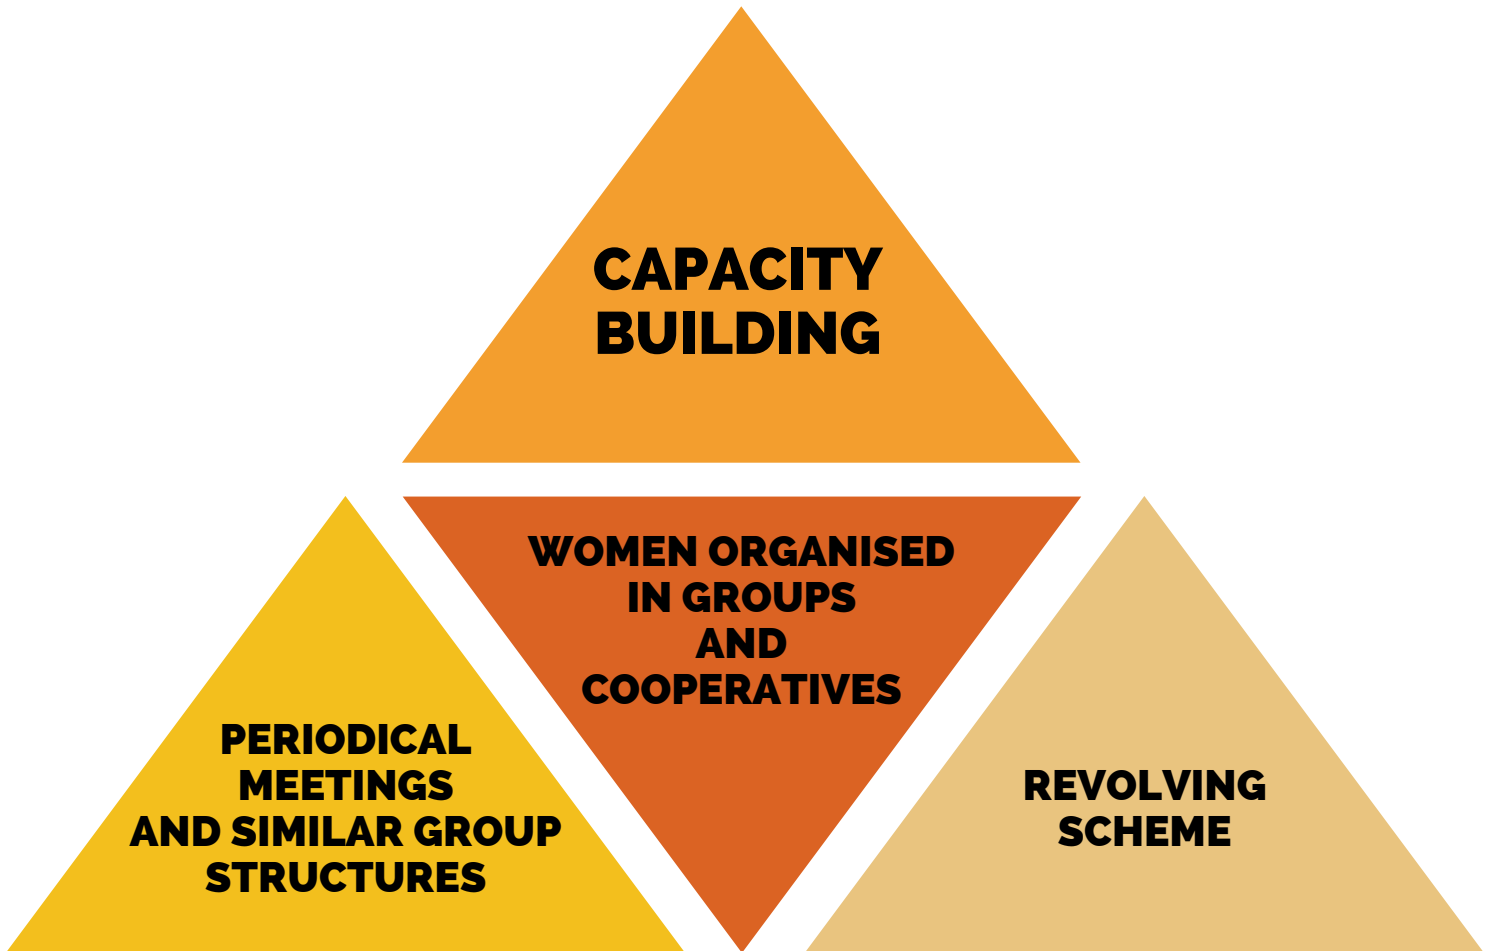 CAPACITY
BUILDING
WOMEN ORGANISED
IN GROUPS
AND
COOPERATIVES
PERIODICAL
MEETINGS
AND SIMILAR GROUP
STRUCTURES
REVOLVING
SCHEME